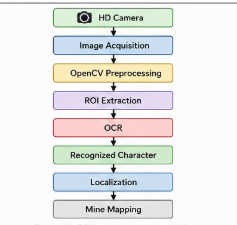 HD Camera
Image Acquisition
OpenCV Preprocessing
ROI Extraction
OCR
Recognized Character
Localization
Mine Mapping